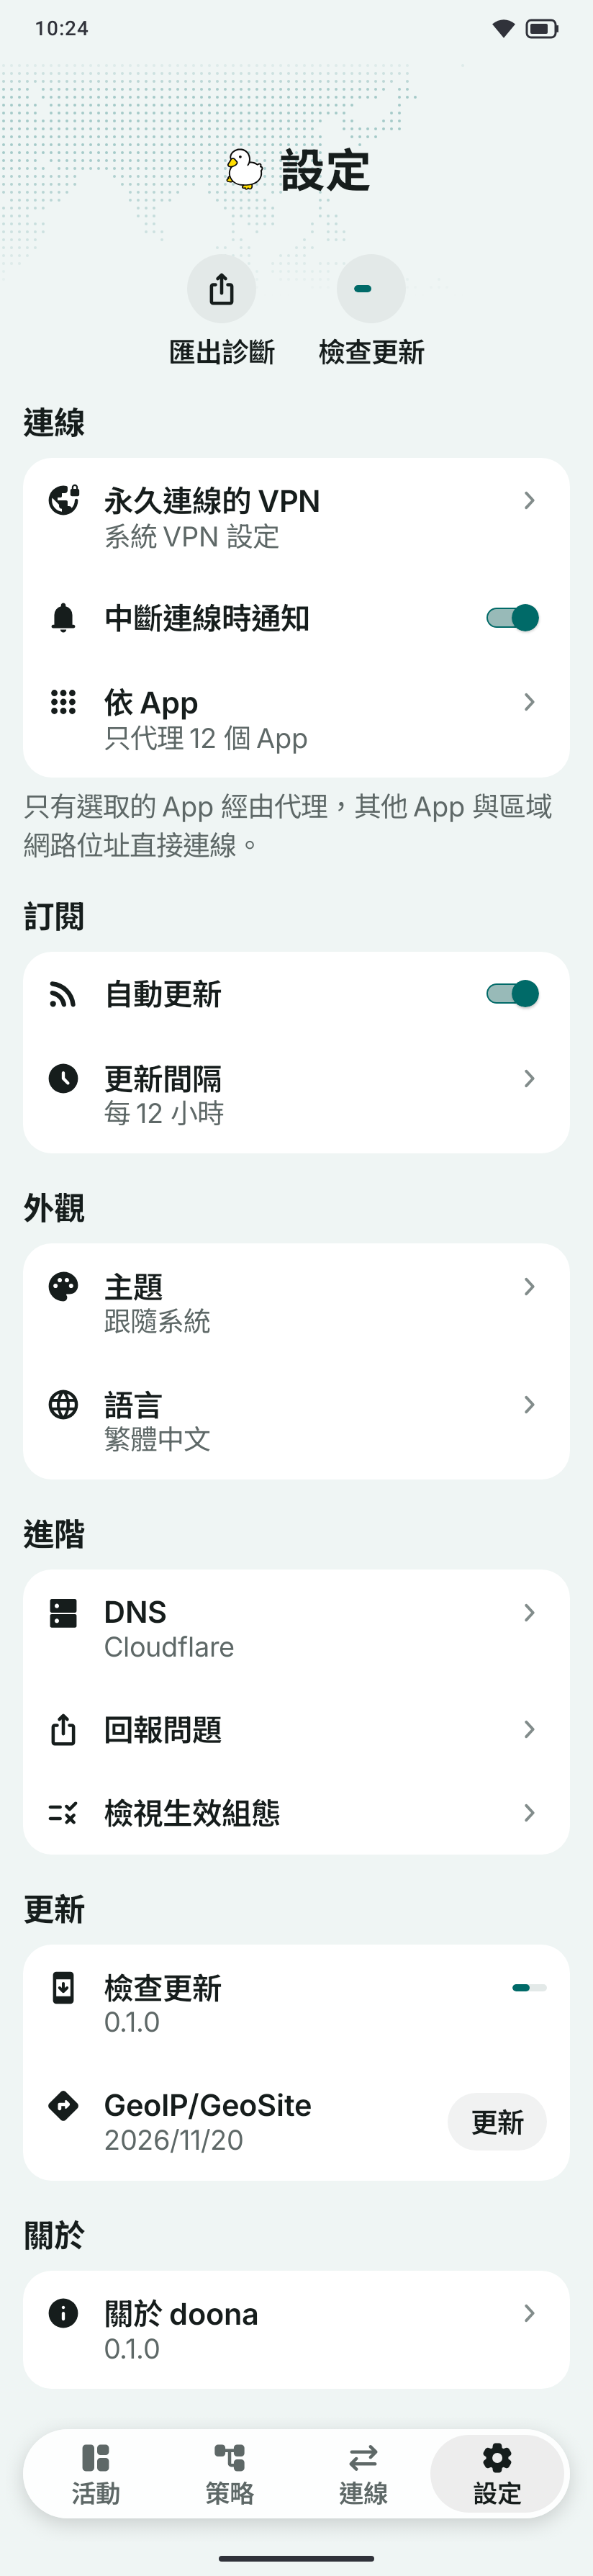 10:24
設定
匯出診斷
檢查更新
連線
永久連線的 VPN
系統 VPN 設定
中斷連線時通知
依 App
只代理 12 個 App
只有選取的 App 經由代理，其他 App 與區域
網路位址直接連線。
訂閱
自動更新
更新間隔
每 12 小時
外觀
主題
跟隨系統
語言
繁體中文
進階
DNS
Cloudflare
回報問題
檢視生效組態
更新
檢查更新
0.1.0
GeoIP/GeoSite
2026/11/20
更新
關於
關於 doona
0.1.0
活動
策略
連線
設定